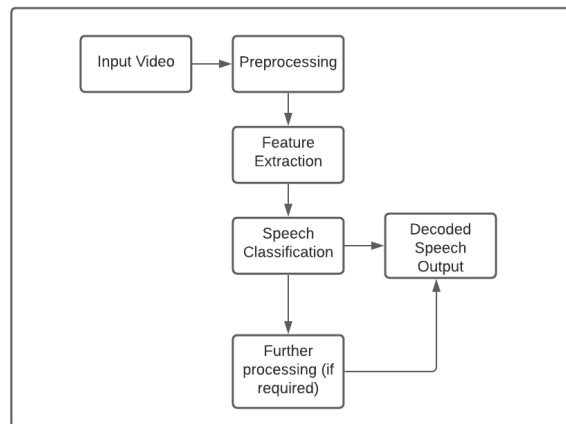 Input Video
Preprocessing
Feature
Extraction
Speech
Classification
Decoded
Speech
Output
Further
processing (if
required)